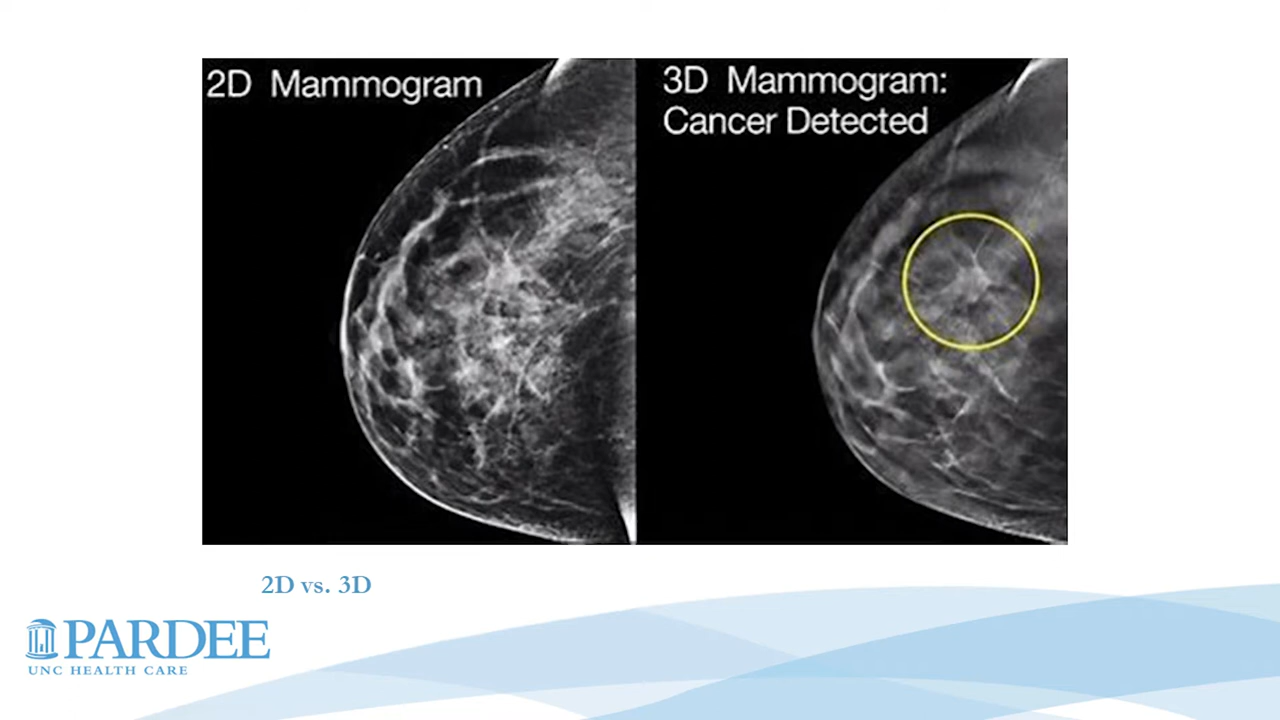 2D Mammogram
3D Mammogram:
Cancer Detected
2D vs. 3D
PARDEE
UNC HEALTH CARE